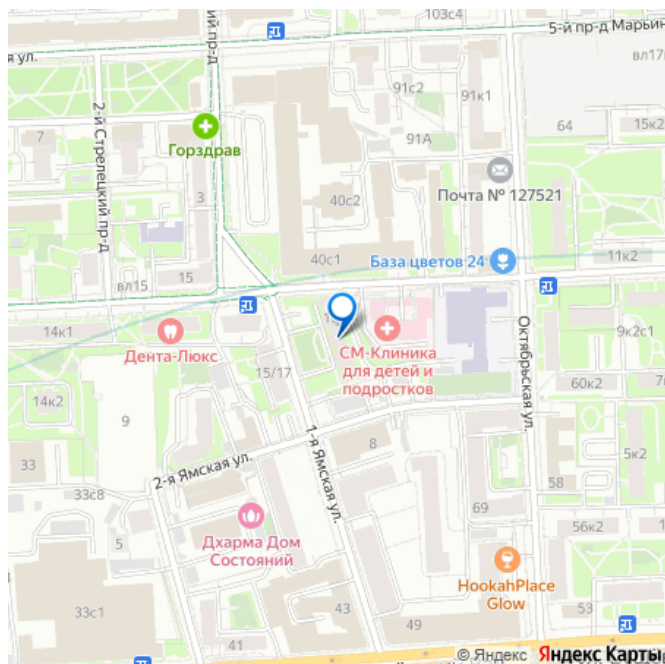 103с4
5-й пр-д Марьин
я ул.
кий пр-д
вл17
91с2
91к1
2-й Стрелецкий пр-д
7
Горздрав
91А
64
15к2
3
40с2
Почта № 127521
40с1
База цветов 24
11к2
15
вл15
14к1
Дента-Люкс
СМ-Клиника
для детей и
подростков
Октябрьская ул.
9к2с1
15/17
60к2
14к2
9
1-я Ямская ул.
8
5к2
33
2-я Ямская ул.
33с8
58
69
5
56к2
Дхарма Дом
Состояний
HookahPlace
Glow
33с1
43
49
53
41
© Яндекс Яндекс Карты